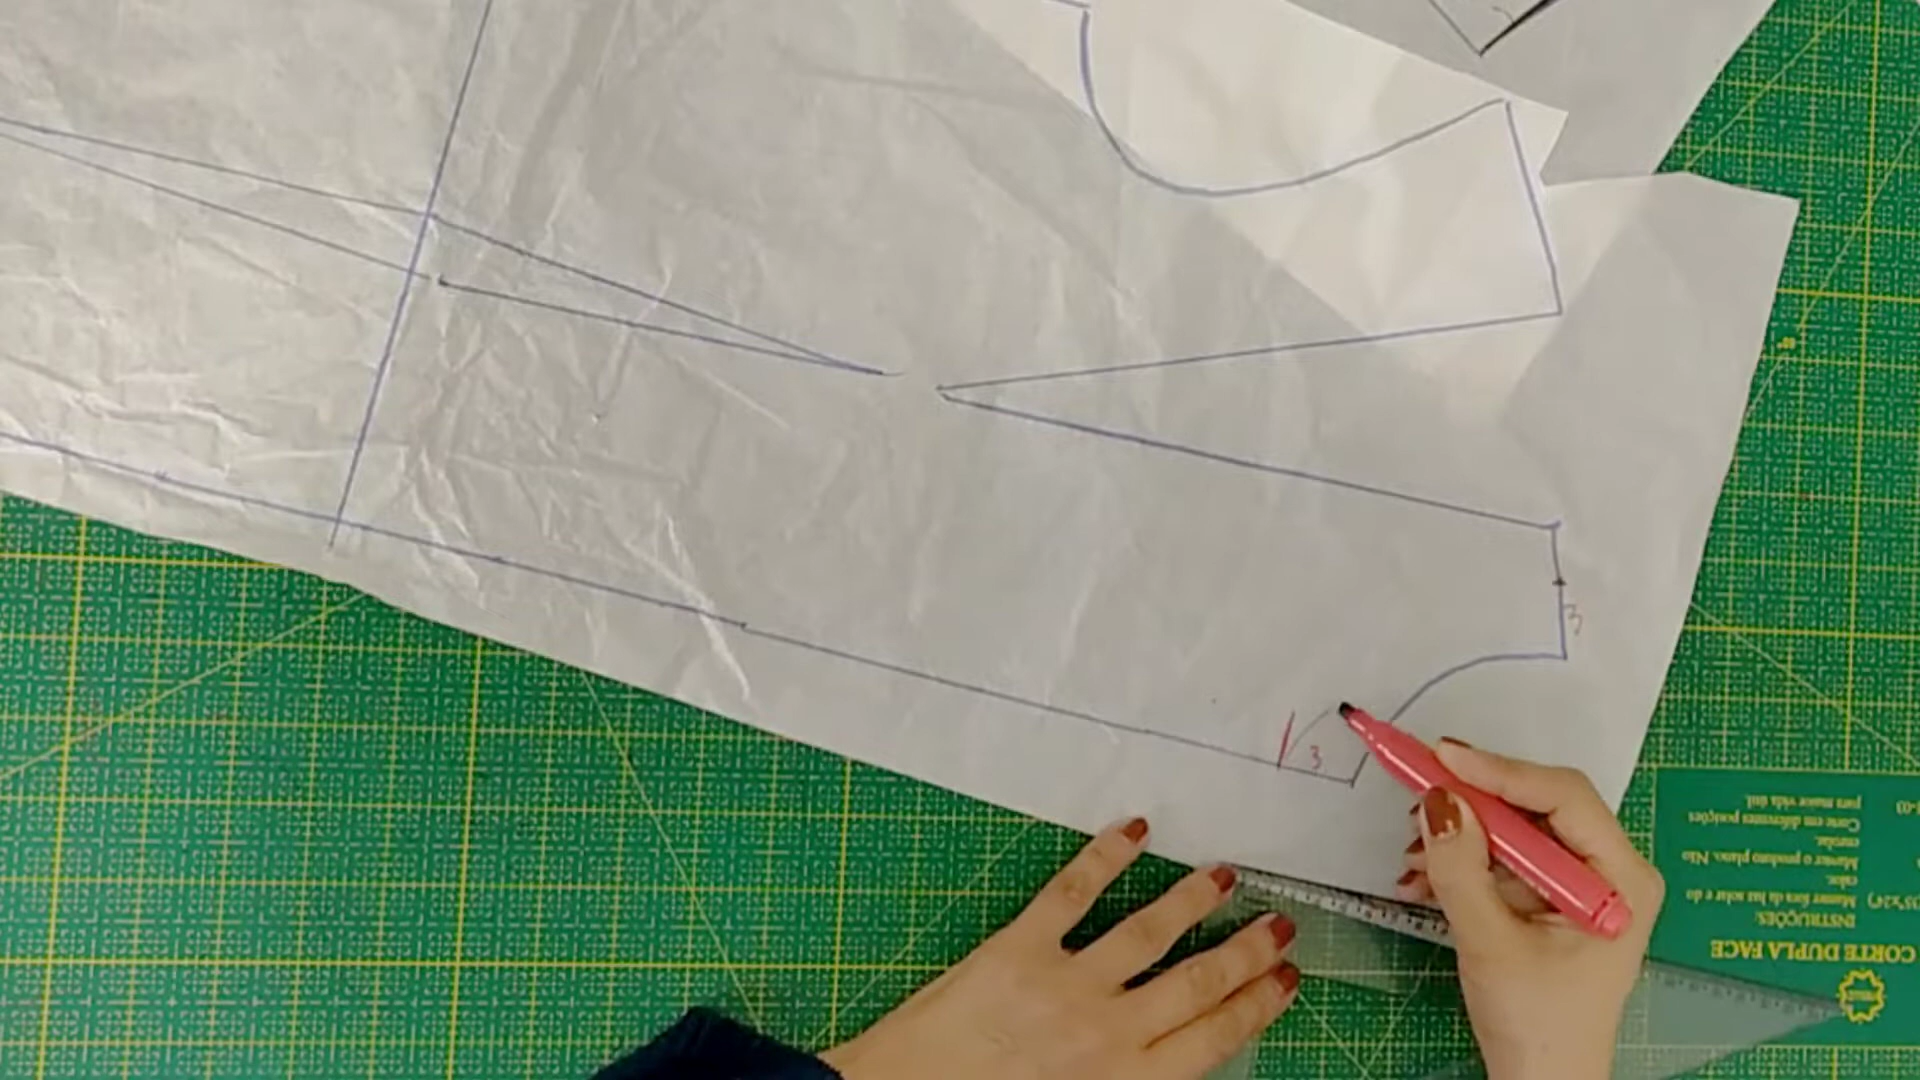 3
3
CORTE DUPLA FACE
INSTRUÇÕES:
Manter fora da luz solar e do
calor.
Manter o produto plano. Não
enrolar.
Corte em diferentes posições
para maior vida útil.